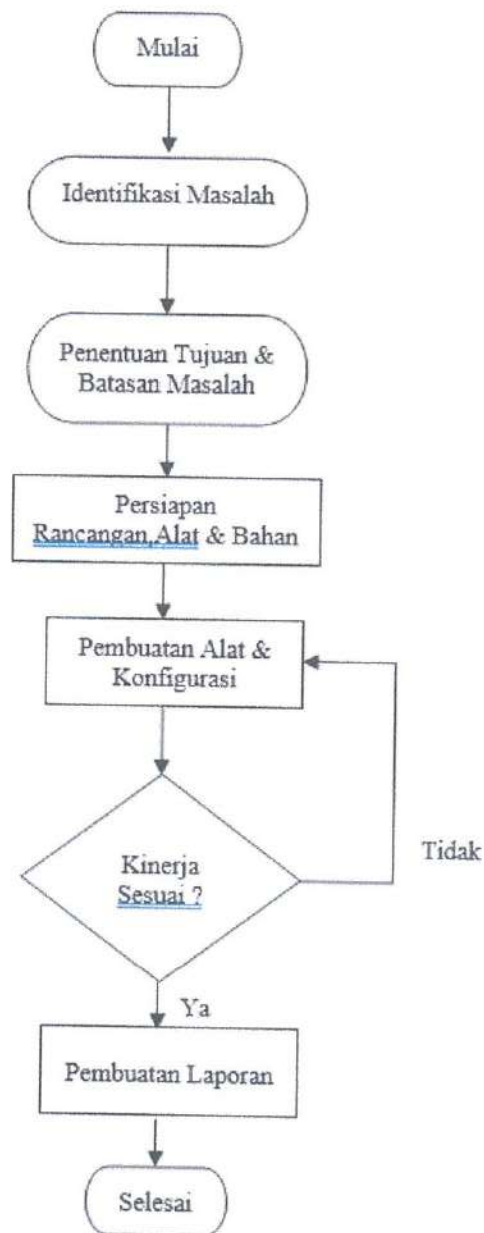 Mulai
Identifikasi Masalah
Penentuan Tujuan &
Batasan Masalah
Persiapan
Rancangan,Alat & Bahan
Pembuatan Alat &
Konfigurasi
Kinerja
Sesuai ?
Tidak
Ya
Pembuatan Laporan
Selesai